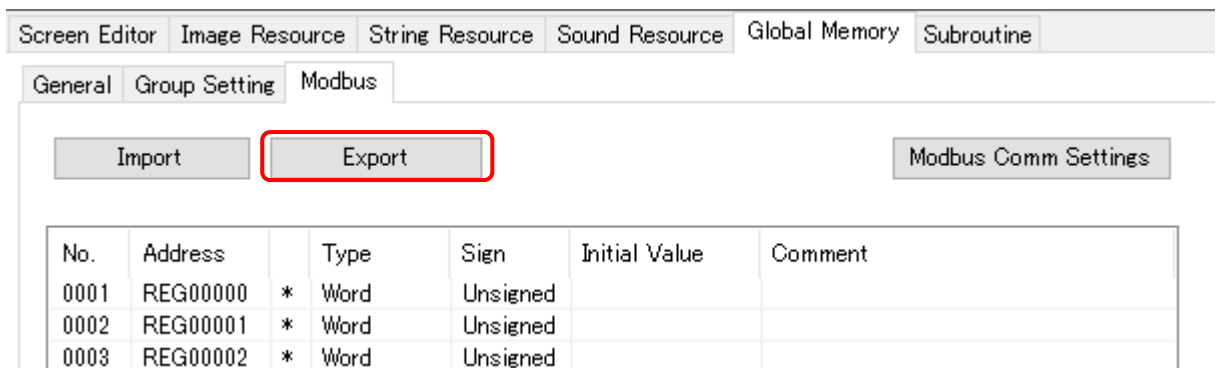 Screen Editor Image Resource String Resource Sound Resource Global Memory Subroutine
General Group Setting Modbus
Import Export Modbus Comm Settings
No. Address Type Sign Initial Value Comment
0001 REG00000 * Word Unsigned
0002 REG00001 * Word Unsigned
0003 REG00002 * Word Unsigned